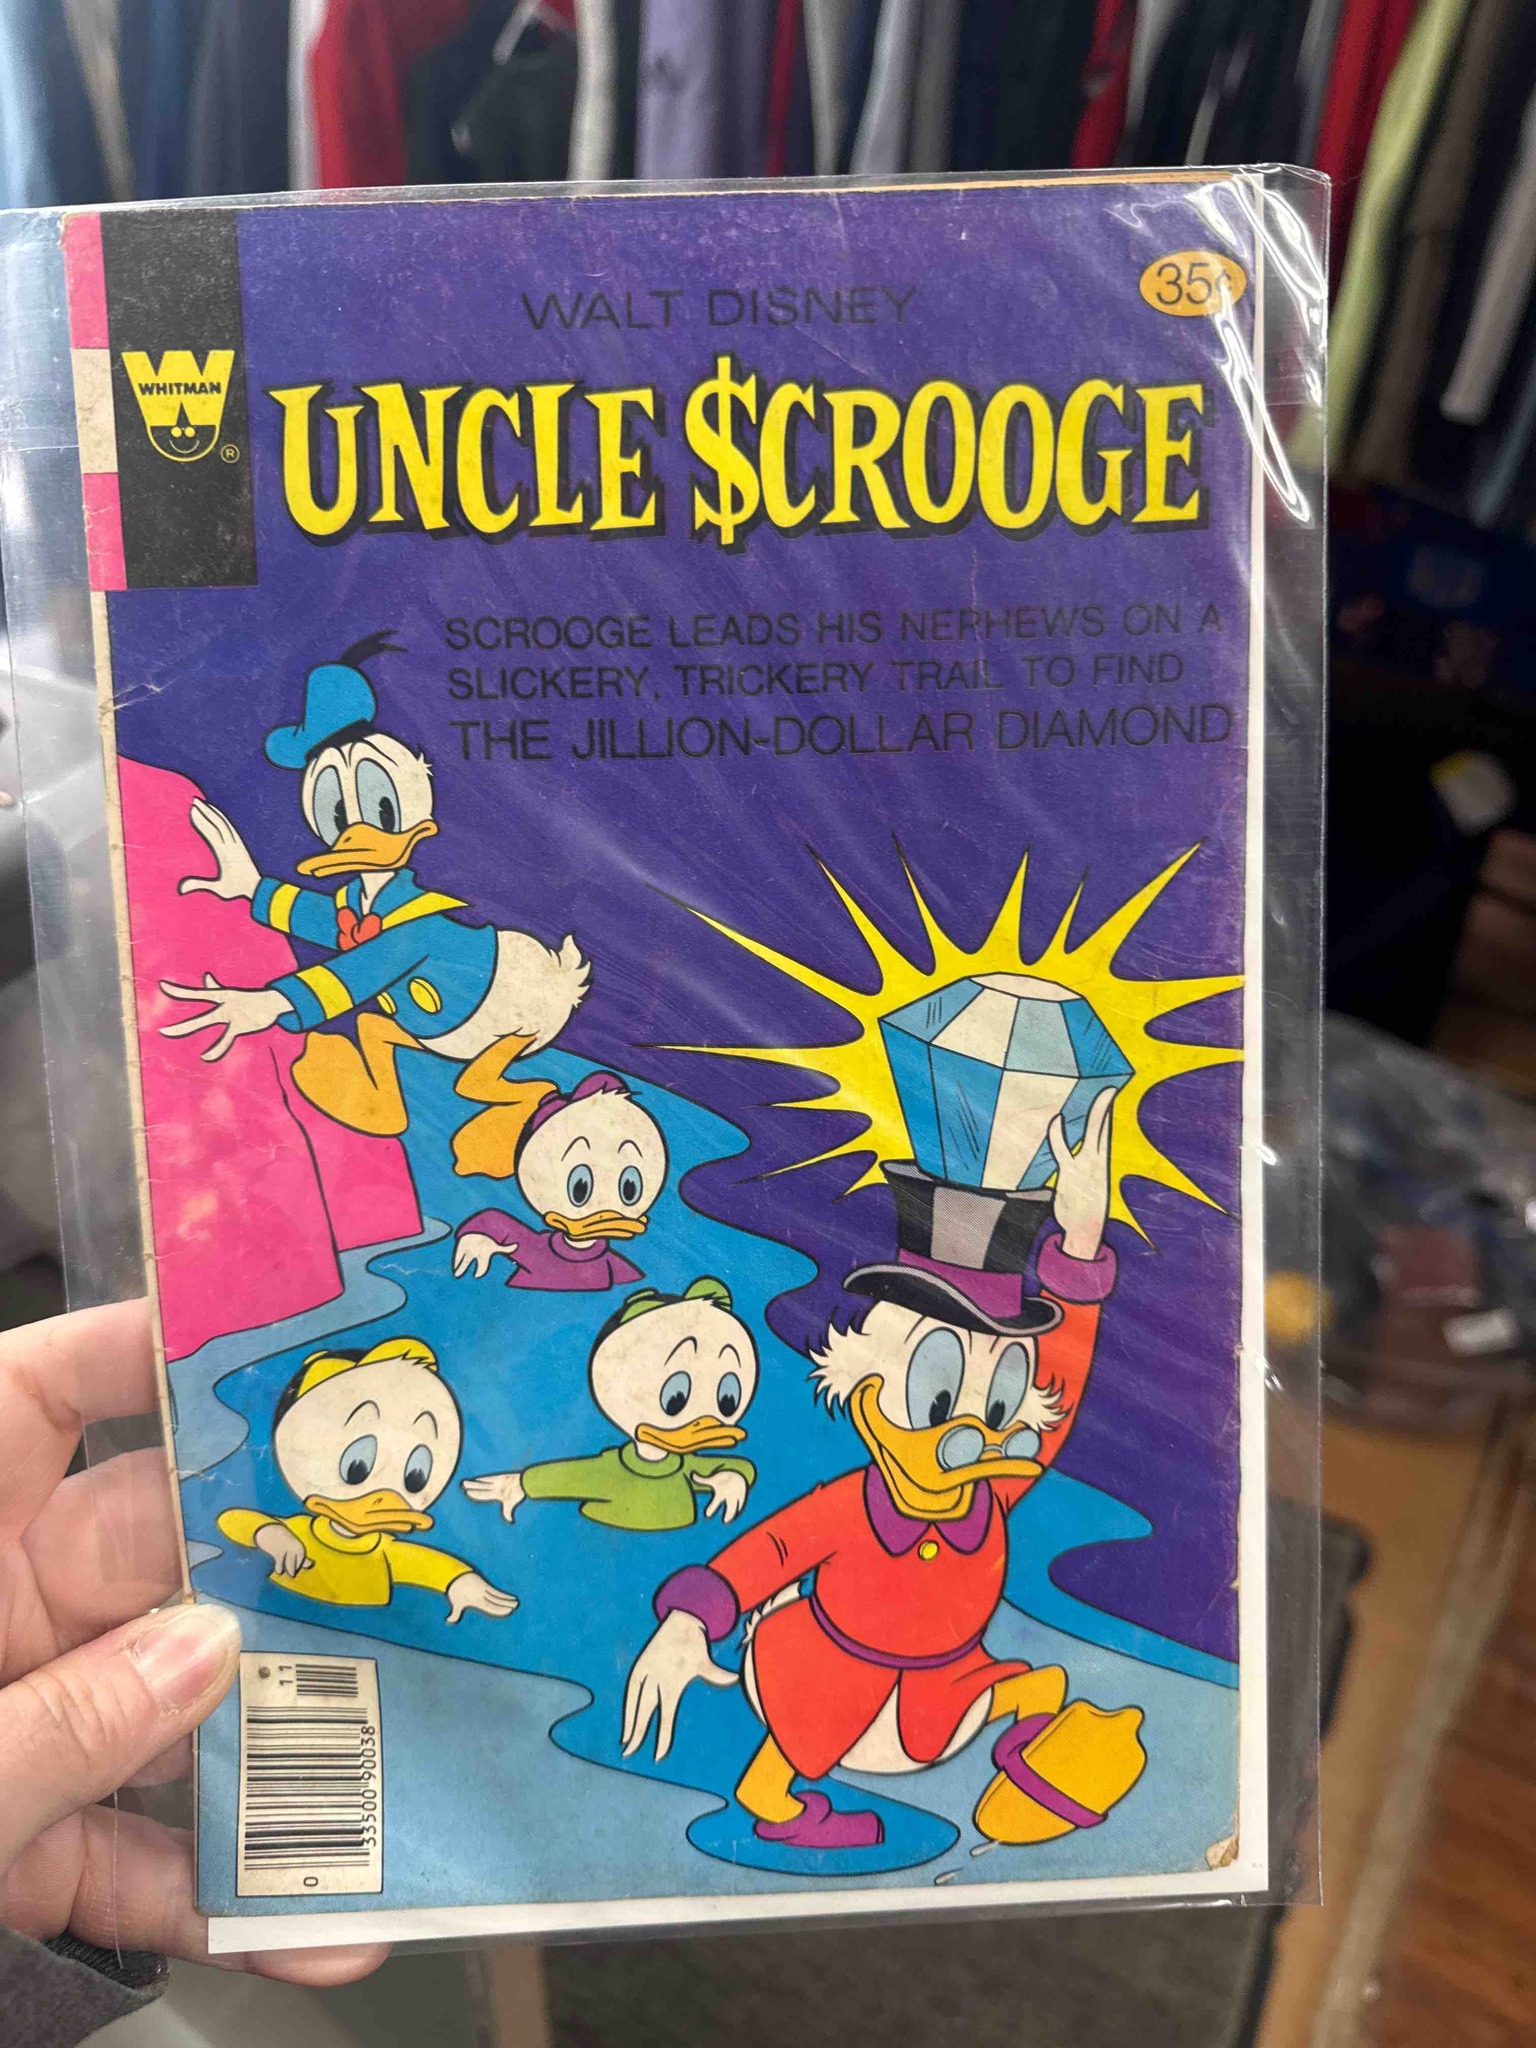 WHITMAN
®
WALT DISNEY
35¢
UNCLE $CROOGE
SCROOGE LEADS HIS NEPHEWS ON A
SLICKERY, TRICKERY TRAIL TO FIND
THE JILLION-DOLLAR DIAMOND
11
33500 90038
0